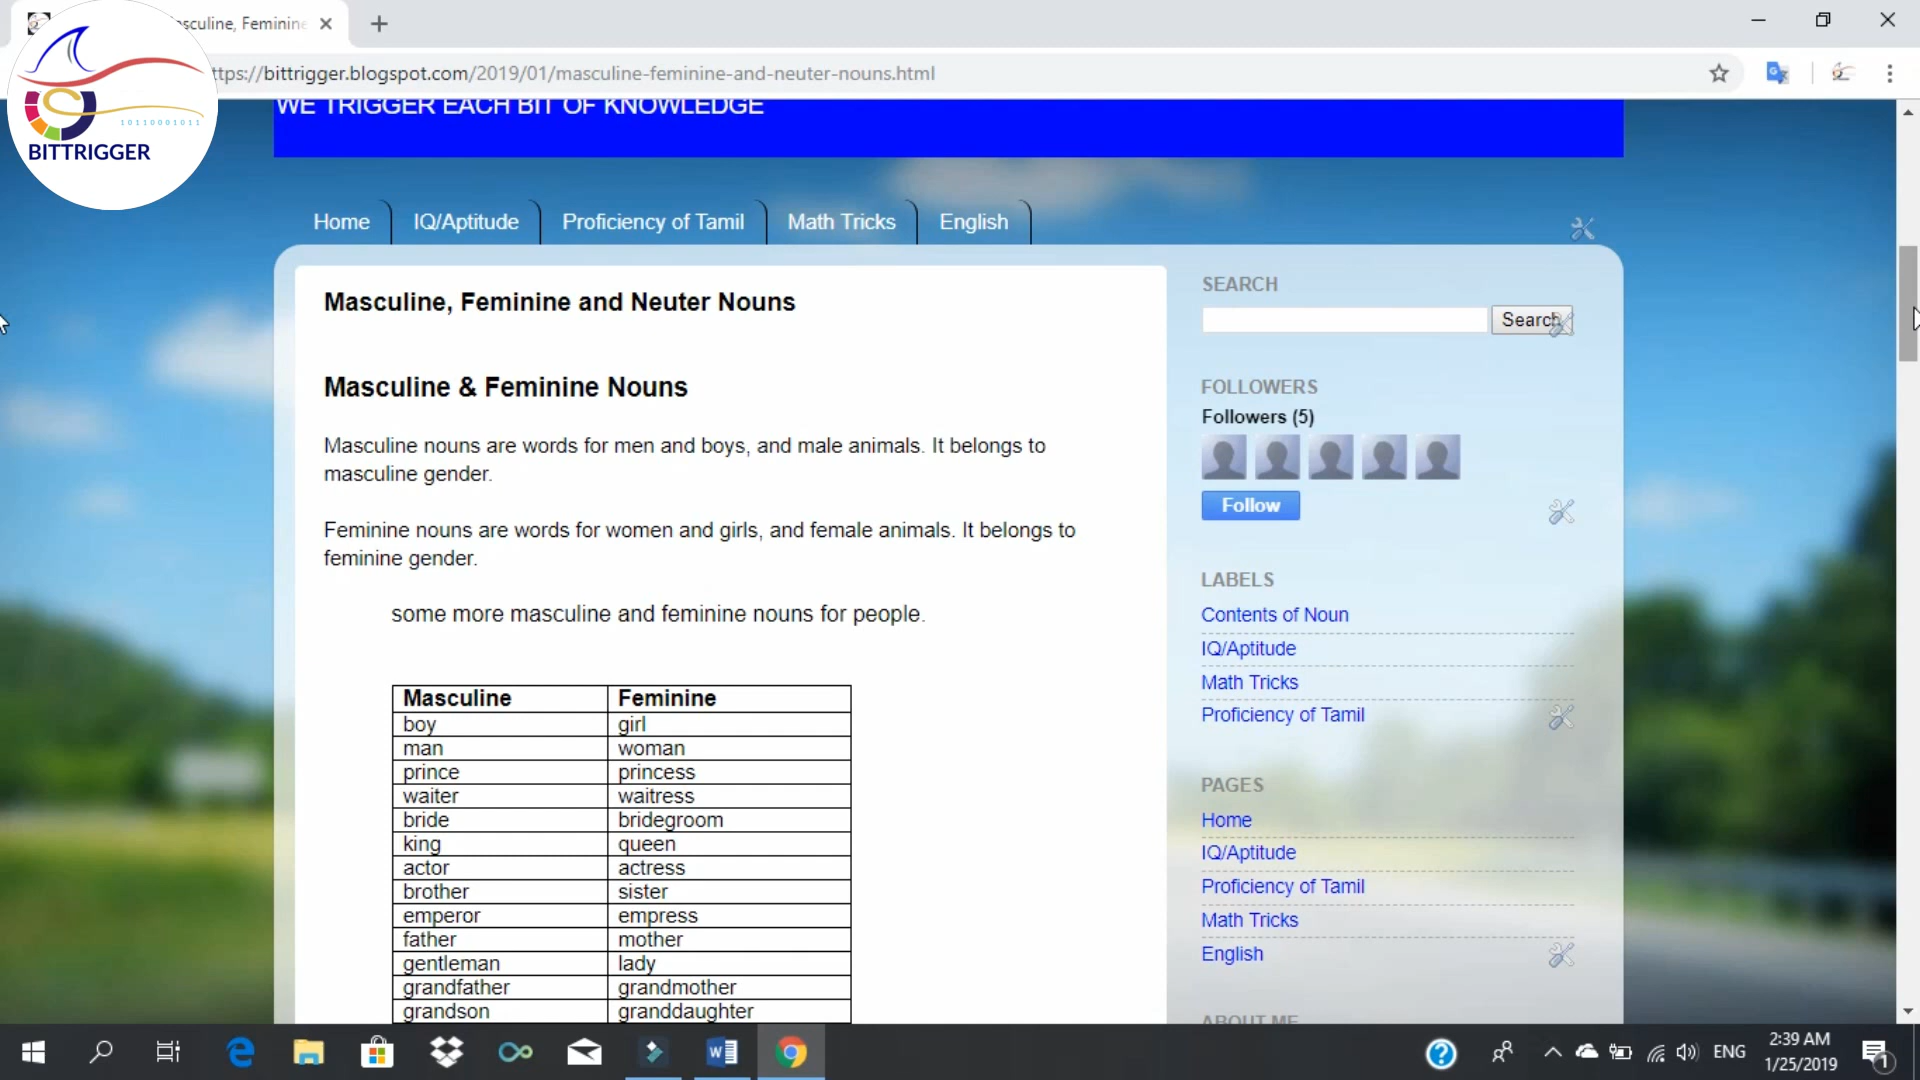 sculine, Feminine
ttps://bittrigger.blogspot.com/2019/01/masculine-feminine-and-neuter-nouns.html
10110001011
BITTRIGGER
WE TRIGGER EACH BIT OF KNOWLEDGE
Home IQ/Aptitude Proficiency of Tamil Math Tricks English
Masculine, Feminine and Neuter Nouns
Masculine & Feminine Nouns
Masculine nouns are words for men and boys, and male animals. It belongs to
masculine gender.
Feminine nouns are words for women and girls, and female animals. It belongs to
feminine gender.
some more masculine and feminine nouns for people.
Masculine Feminine
boy girl
man woman
prince princess
waiter waitress
bride bridegroom
king queen
actor actress
brother sister
emperor empress
father mother
gentleman lady
grandfather grandmother
grandson granddaughter
SEARCH
Search
FOLLOWERS
Followers (5)
Follow
LABELS
Contents of Noun
IQ/Aptitude
Math Tricks
Proficiency of Tamil
PAGES
Home
IQ/Aptitude
Proficiency of Tamil
Math Tricks
English
ABOUT ME
ENG
2:39 AM
1/25/2019
1